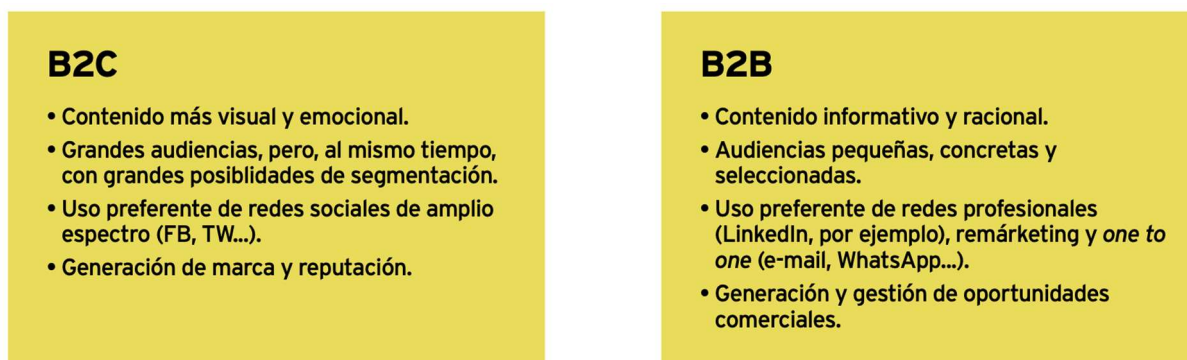 B2C
• Contenido más visual y emocional.
• Grandes audiencias, pero, al mismo tiempo,
con grandes posiblidades de segmentación.
• Uso preferente de redes sociales de amplio
espectro (FB, TW...).
• Generación de marca y reputación.
B2B
• Contenido informativo y racional.
• Audiencias pequeñas, concretas y
seleccionadas.
• Uso preferente de redes profesionales
(LinkedIn, por ejemplo), remárketing y one to
one (e-mail, WhatsApp...).
• Generación y gestión de oportunidades
comerciales.